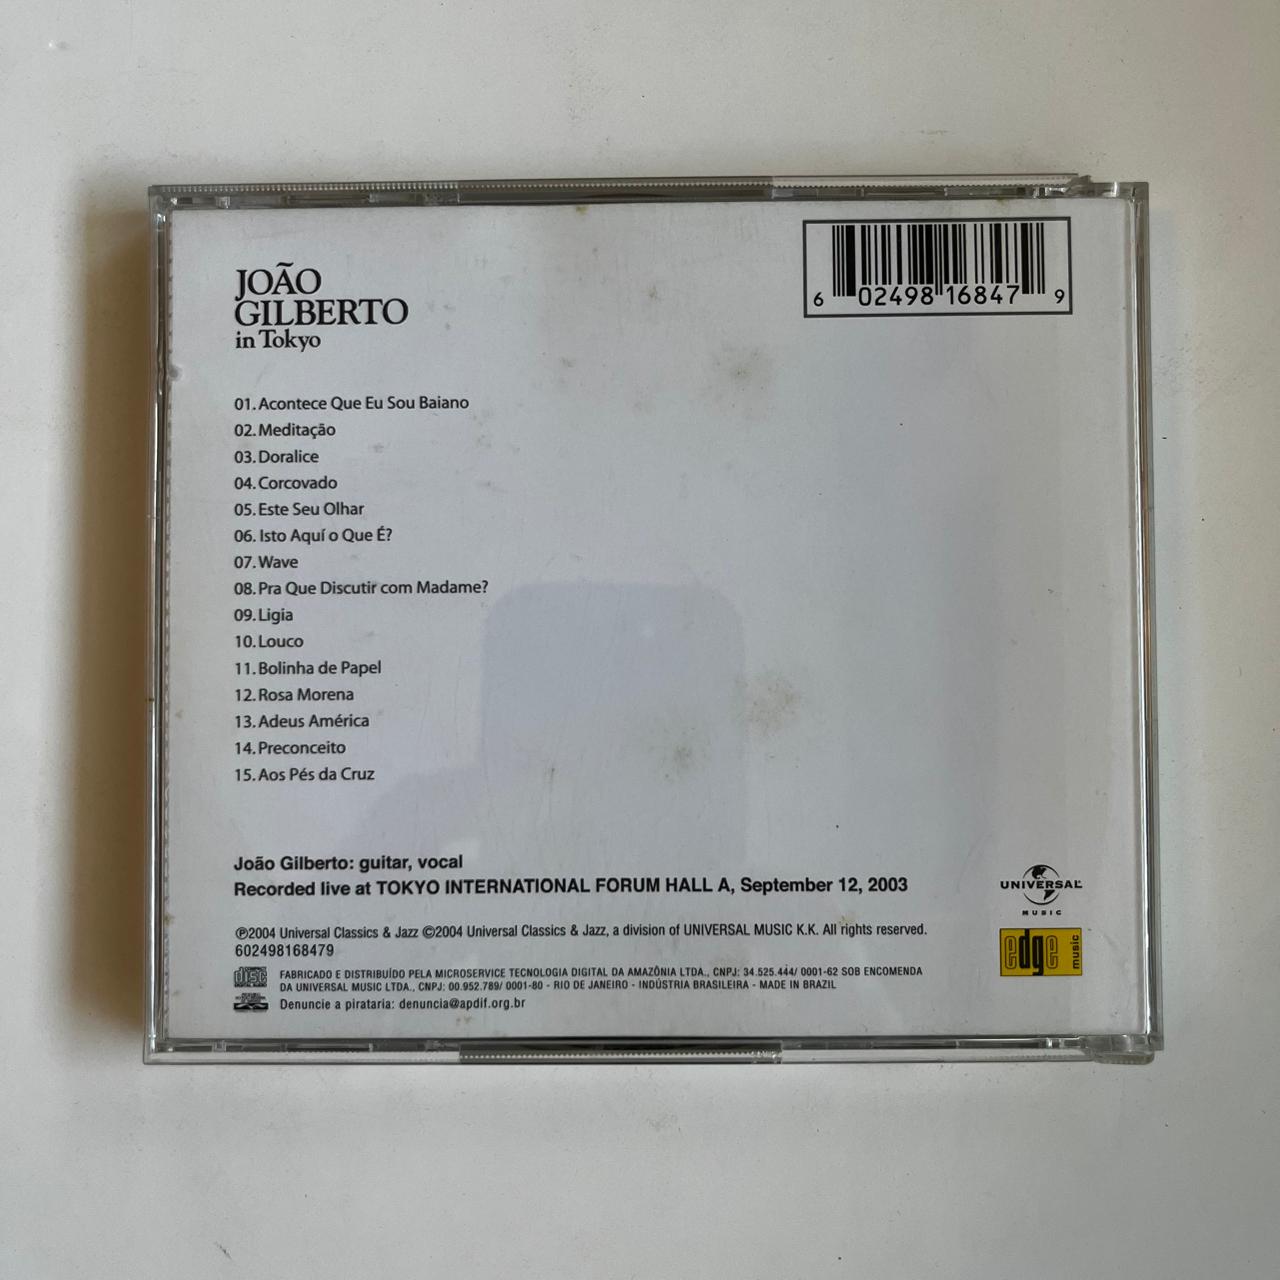 JOÃO
GILBERTO
in Tokyo
6 02498 16847 9
01. Acontece Que Eu Sou Baiano
02. Meditação
03. Doralice
04. Corcovado
05. Este Seu Olhar
06. Isto Aquí o Que É?
07. Wave
08. Pra Que Discutir com Madame?
09. Ligia
10. Louco
11. Bolinha de Papel
12. Rosa Morena
13. Adeus América
14. Preconceito
15. Aos Pés da Cruz
João Gilberto: guitar, vocal
Recorded live at TOKYO INTERNATIONAL FORUM HALL A, September 12, 2003
℗2004 Universal Classics & Jazz ©2004 Universal Classics & Jazz, a division of UNIVERSAL MUSIC K.K. All rights reserved.
602498168479
FABRICADO E DISTRIBUÍDO PELA MICROSERVICE TECNOLOGIA DIGITAL DA AMAZÔNIA LTDA., CNPJ: 34.525.444/ 0001-62 SOB ENCOMENDA
DA UNIVERSAL MUSIC LTDA., CNPJ: 00.952.789/ 0001-80 - RIO DE JANEIRO - INDÚSTRIA BRASILEIRA - MADE IN BRAZIL
Denuncie a pirataria: denuncia@apdif.org.br
disc
UNIVERSAL
MUSIC
edge music